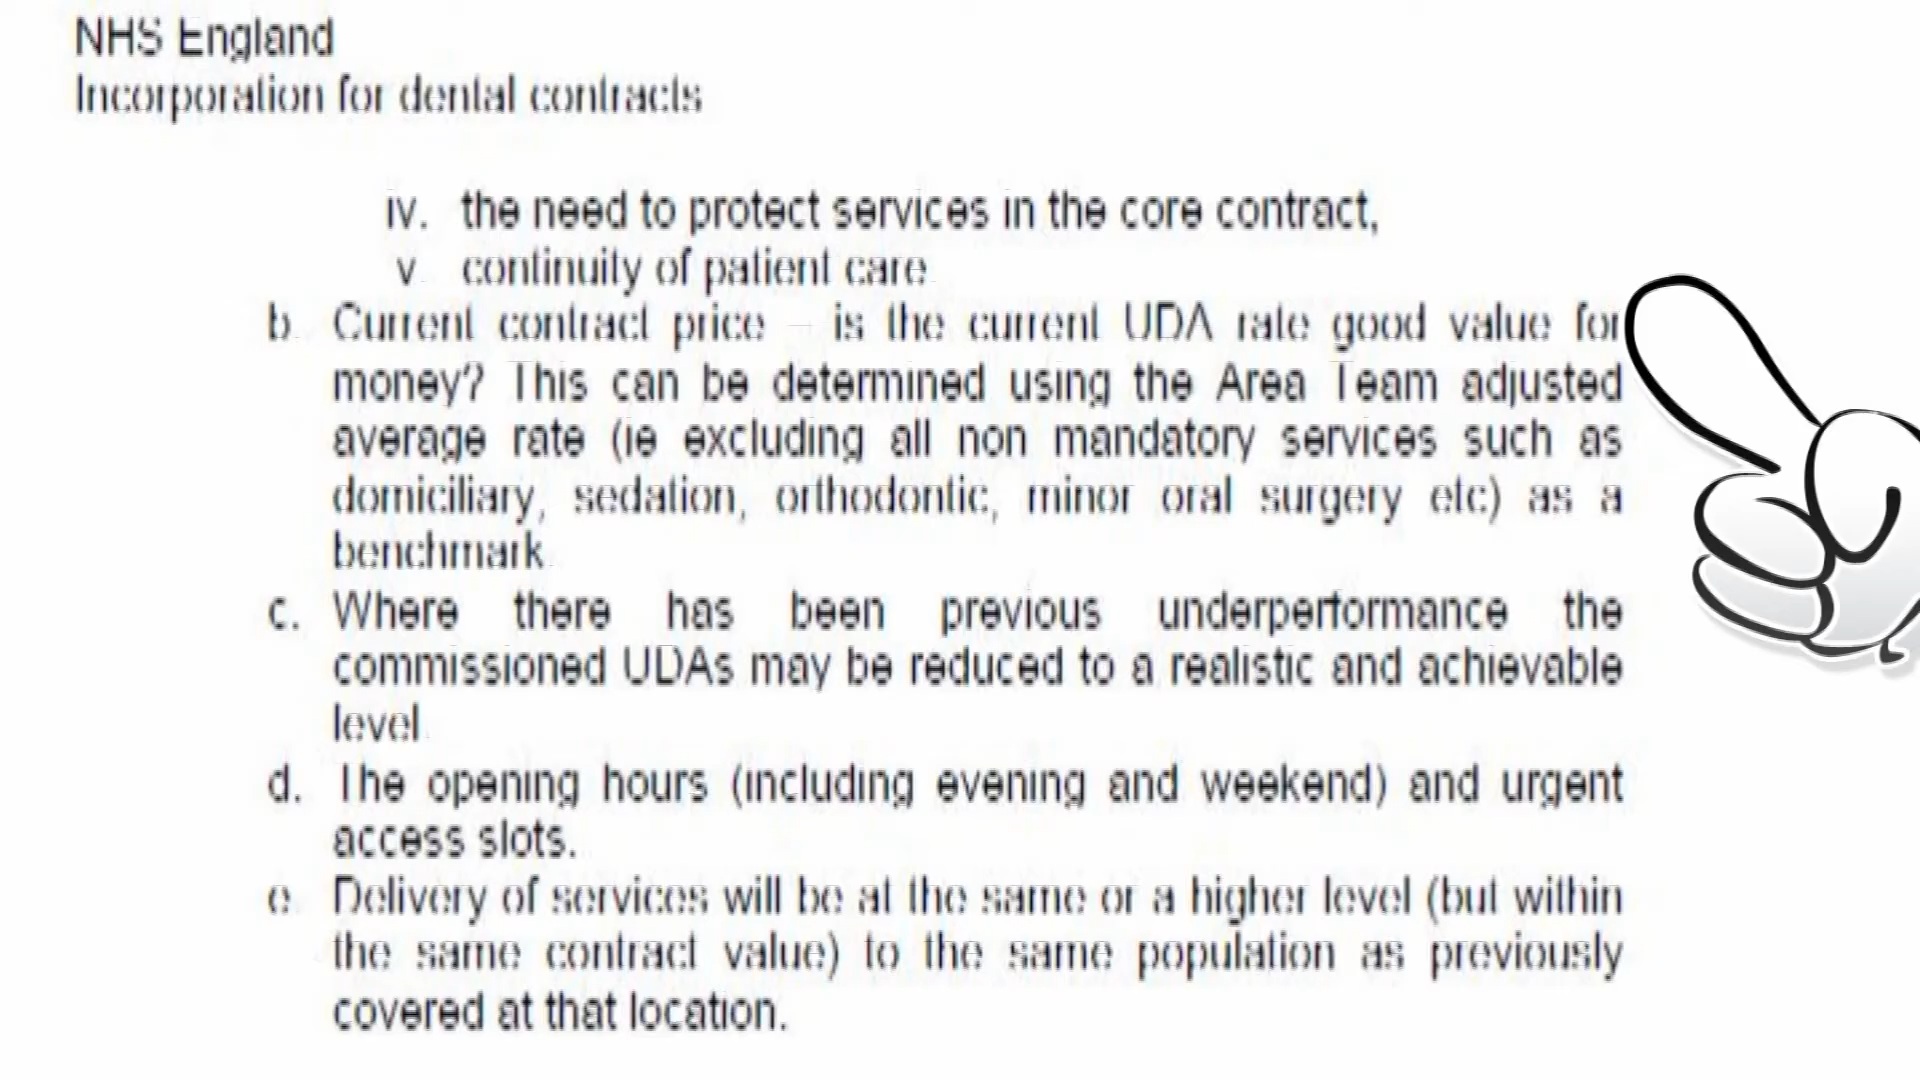 NHS England
Incorporation for dental contracts
iv. the need to protect services in the core contract,
v. continuity of patient care
b. Current contract price – is the current UDA rate good value for
money? This can be determined using the Area Team adjusted
average rate (ie excluding all non mandatory services such as
domiciliary, sedation, orthodontic, minor oral surgery etc) as a
benchmark.
c. Where there has been previous underperformance the
commissioned UDAs may be reduced to a realistic and achievable
level.
d. The opening hours (including evening and weekend) and urgent
access slots.
e. Delivery of services will be at the same or a higher level (but within
the same contract value) to the same population as previously
covered at that location.